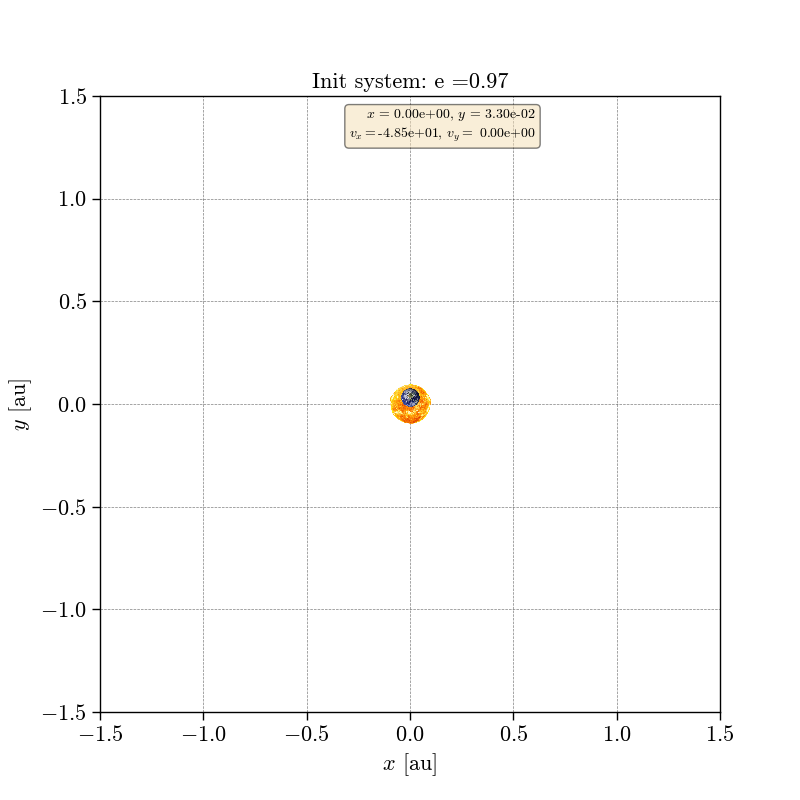 Init system: e =0.97
x = 0.00e+00, y = 3.30e-02
v_x = -4.85e+01, v_y = 0.00e+00
1.5
1.0
0.5
0.0
−0.5
−1.0
−1.5
y [au]
−1.5 −1.0 −0.5 0.0 0.5 1.0 1.5
x [au]